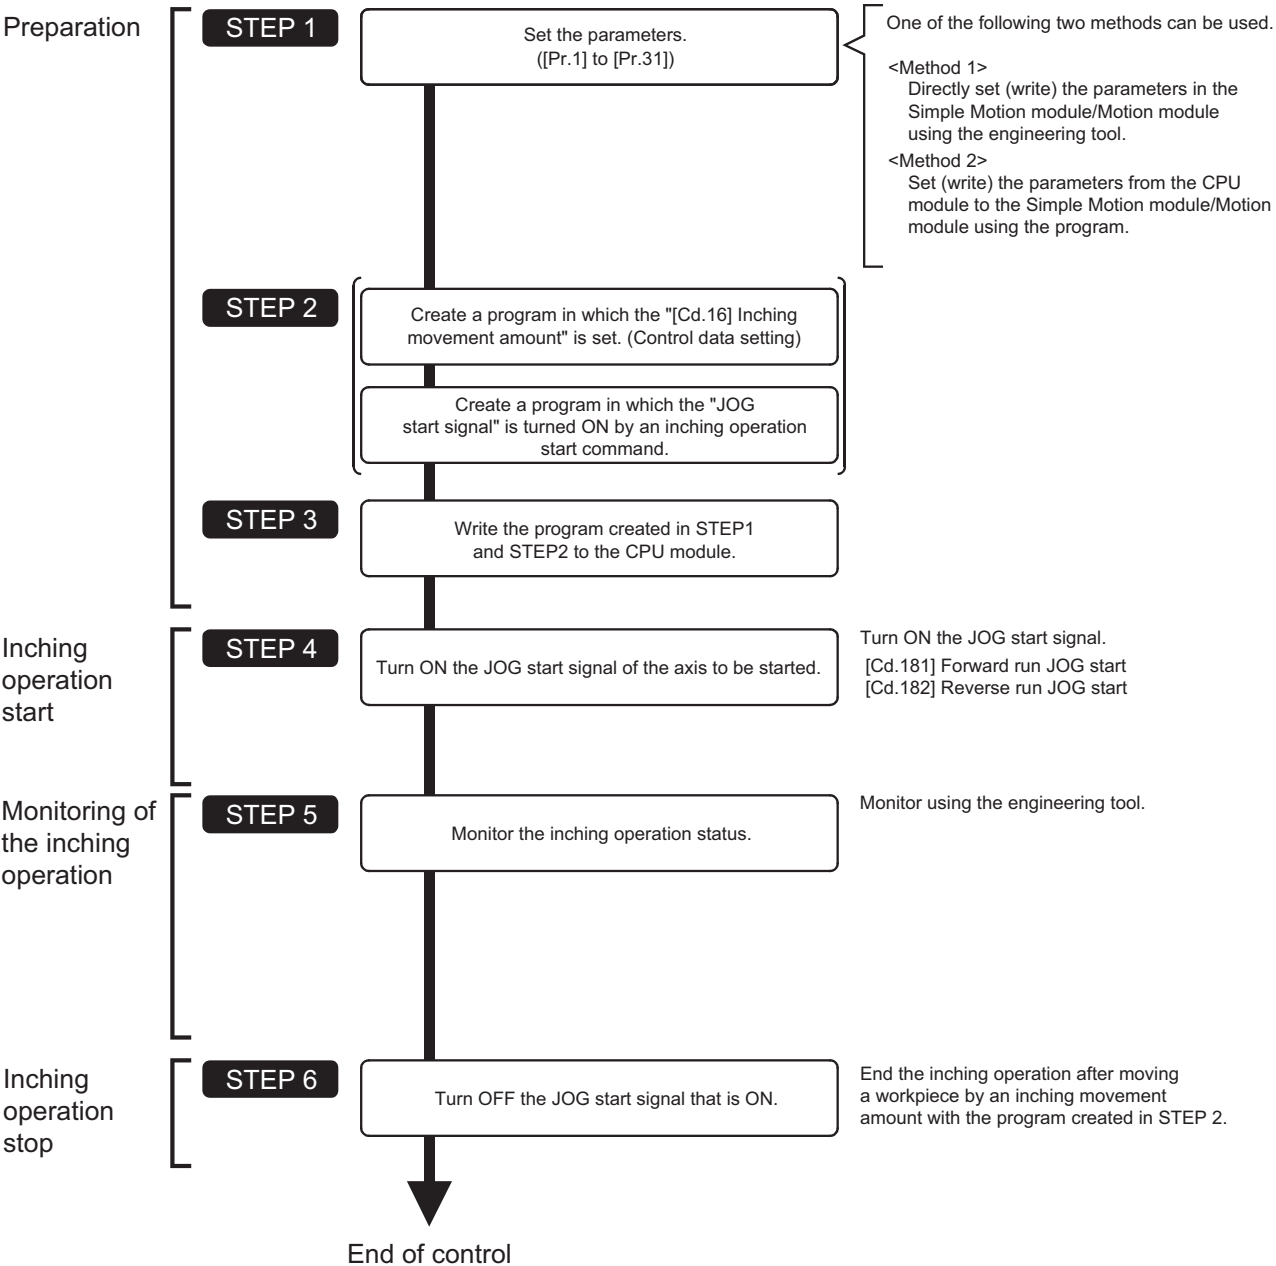 Preparation
STEP 1
Set the parameters.
([Pr.1] to [Pr.31])
One of the following two methods can be used.
<Method 1>
Directly set (write) the parameters in the
Simple Motion module/Motion module
using the engineering tool.
<Method 2>
Set (write) the parameters from the CPU
module to the Simple Motion module/Motion
module using the program.
STEP 2
Create a program in which the "[Cd.16] Inching
movement amount" is set. (Control data setting)
Create a program in which the "JOG
start signal" is turned ON by an inching operation
start command.
STEP 3
Write the program created in STEP1
and STEP2 to the CPU module.
Inching
operation
start
STEP 4
Turn ON the JOG start signal of the axis to be started.
Turn ON the JOG start signal.
[Cd.181] Forward run JOG start
[Cd.182] Reverse run JOG start
Monitoring of
the inching
operation
STEP 5
Monitor the inching operation status.
Monitor using the engineering tool.
Inching
operation
stop
STEP 6
Turn OFF the JOG start signal that is ON.
End the inching operation after moving
a workpiece by an inching movement
amount with the program created in STEP 2.
End of control